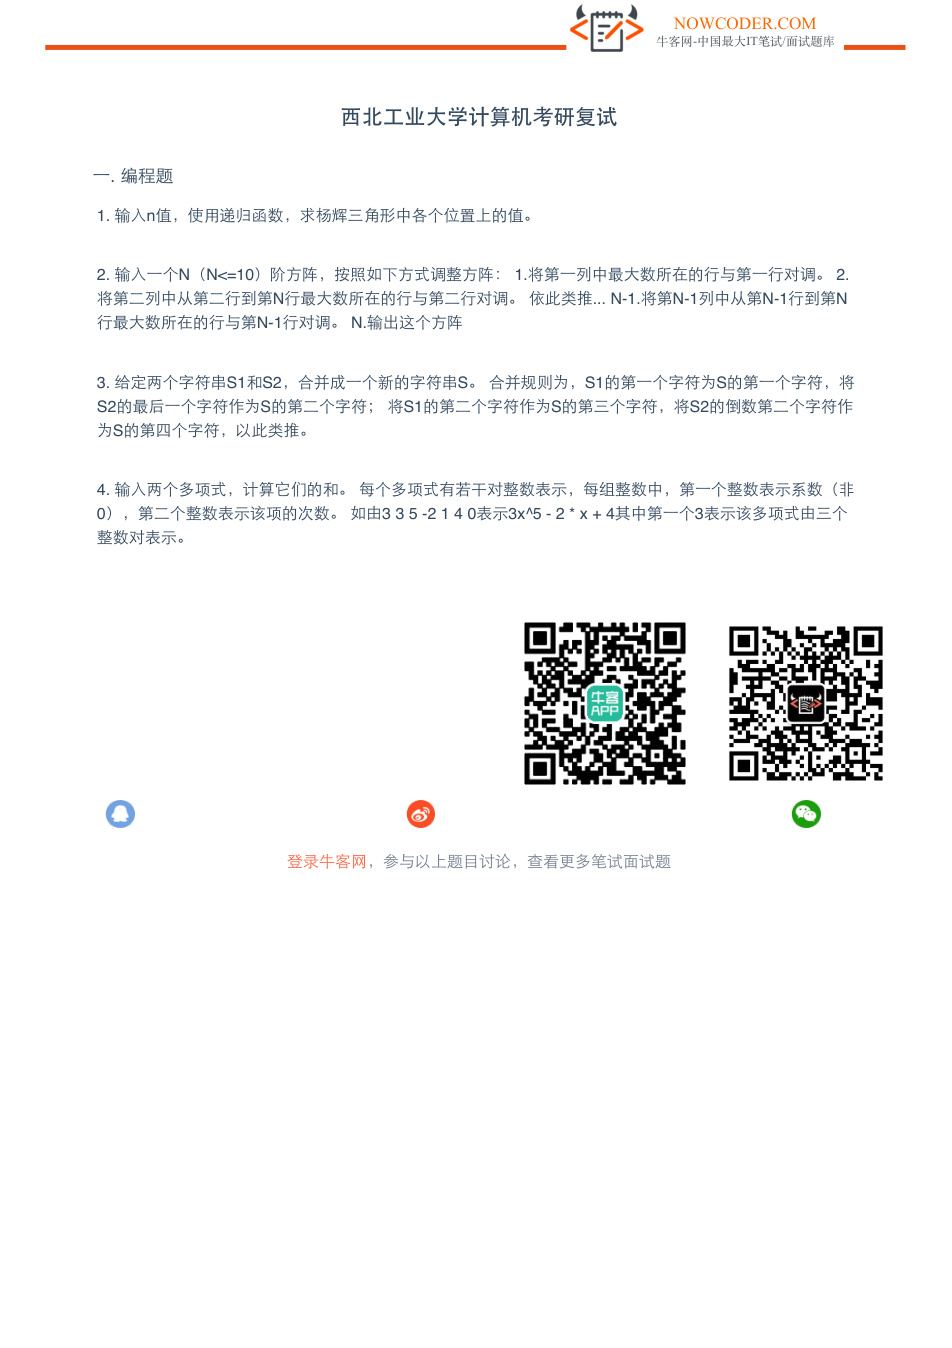 NOWCODER.COM
牛客网-中国最大IT笔试/面试题库
西北工业大学计算机考研复试
一. 编程题
1. 输入n值，使用递归函数，求杨辉三角形中各个位置上的值。
2. 输入一个N（N<=10）阶方阵，按照如下方式调整方阵： 1.将第一列中最大数所在的行与第一行对调。 2.
将第二列中从第二行到第N行最大数所在的行与第二行对调。 依此类推... N-1.将第N-1列中从第N-1行到第N
行最大数所在的行与第N-1行对调。 N.输出这个方阵
3. 给定两个字符串S1和S2，合并成一个新的字符串S。 合并规则为，S1的第一个字符为S的第一个字符，将
S2的最后一个字符作为S的第二个字符； 将S1的第二个字符作为S的第三个字符，将S2的倒数第二个字符作
为S的第四个字符，以此类推。
4. 输入两个多项式，计算它们的和。 每个多项式有若干对整数表示，每组整数中，第一个整数表示系数（非
0），第二个整数表示该项的次数。 如由3 3 5 -2 1 4 0表示3x^5 - 2 * x + 4其中第一个3表示该多项式由三个
整数对表示。
牛客
APP
登录牛客网，参与以上题目讨论，查看更多笔试面试题